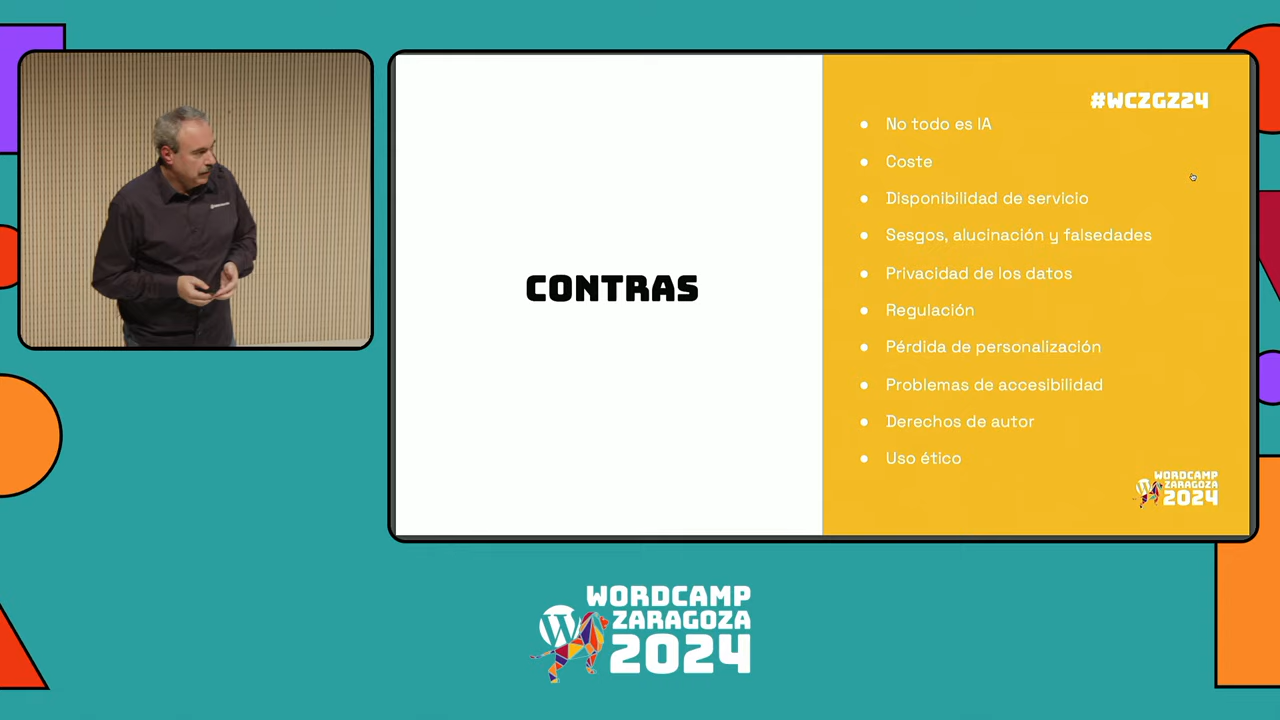 CONTRAS
#WCZGZ24
No todo es IA
Coste
Disponibilidad de servicio
Sesgos, alucinación y falsedades
Privacidad de los datos
Regulación
Pérdida de personalización
Problemas de accesibilidad
Derechos de autor
Uso ético
WORDCAMP
ZARAGOZA
2024
WORDCAMP
ZARAGOZA
2024